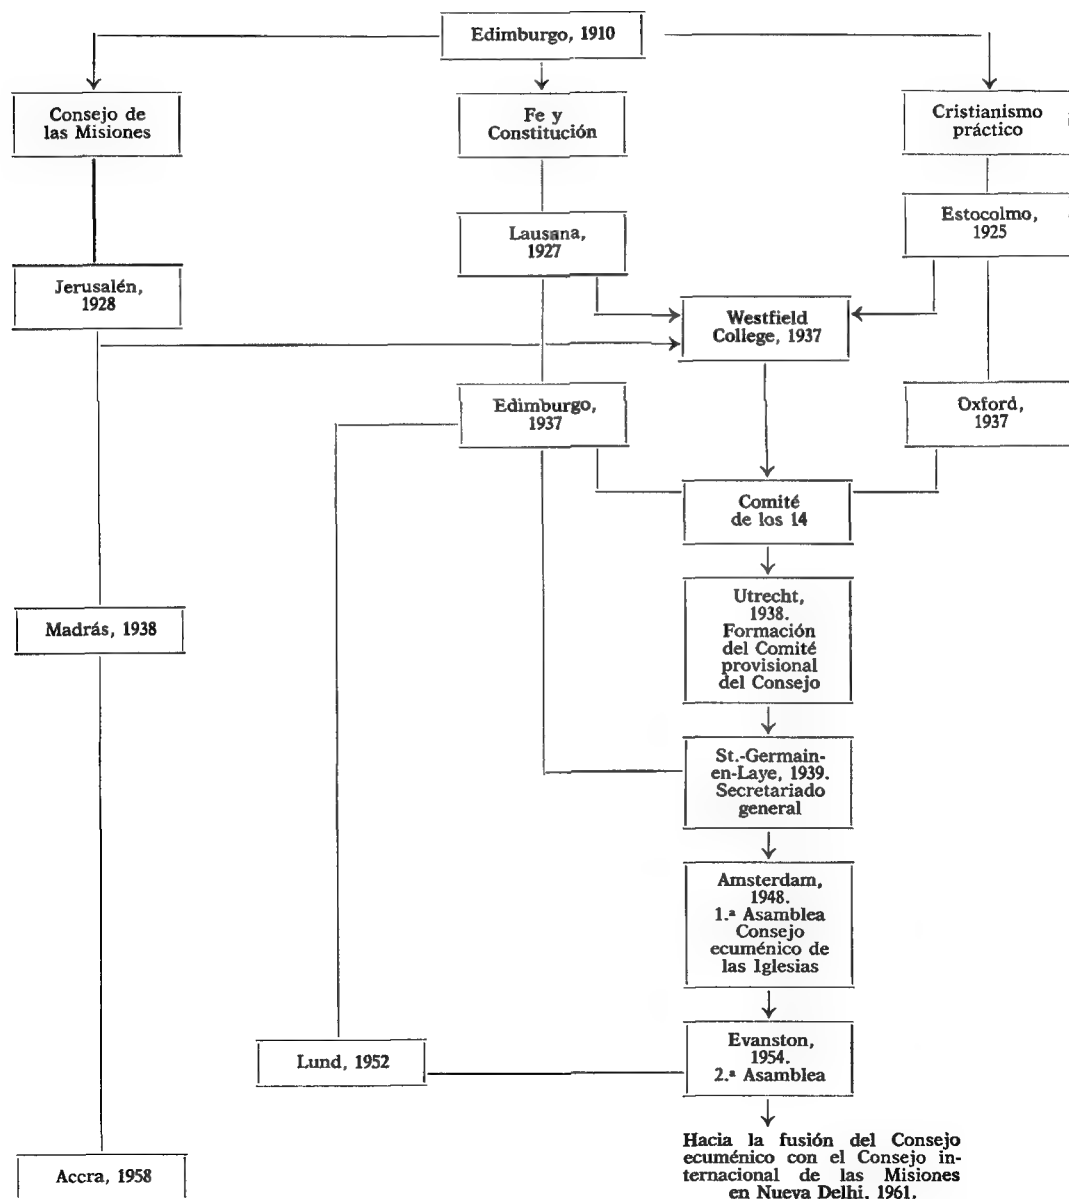 Edimburgo, 1910
Consejo de
las Misiones
Fe y
Constitución
Cristianismo
práctico
Estocolmo,
1925
Lausana,
1927
Jerusalén,
1928
Westfield
College, 1937
Edimburgo,
1937
Oxford,
1937
Comité
de los 14
Utrecht,
1938.
Formación
del Comité
provisional
del Consejo
Madrás, 1938
St.-Germain-
en-Laye, 1939.
Secretariado
general
Amsterdam,
1948.
1.ª Asamblea
Consejo
ecuménico de
las Iglesias
Evanston,
1954.
2.ª Asamblea
Lund, 1952
Hacia la fusión del Consejo
ecuménico con el Consejo in-
ternacional de las Misiones
en Nueva Delhi, 1961.
Accra, 1958